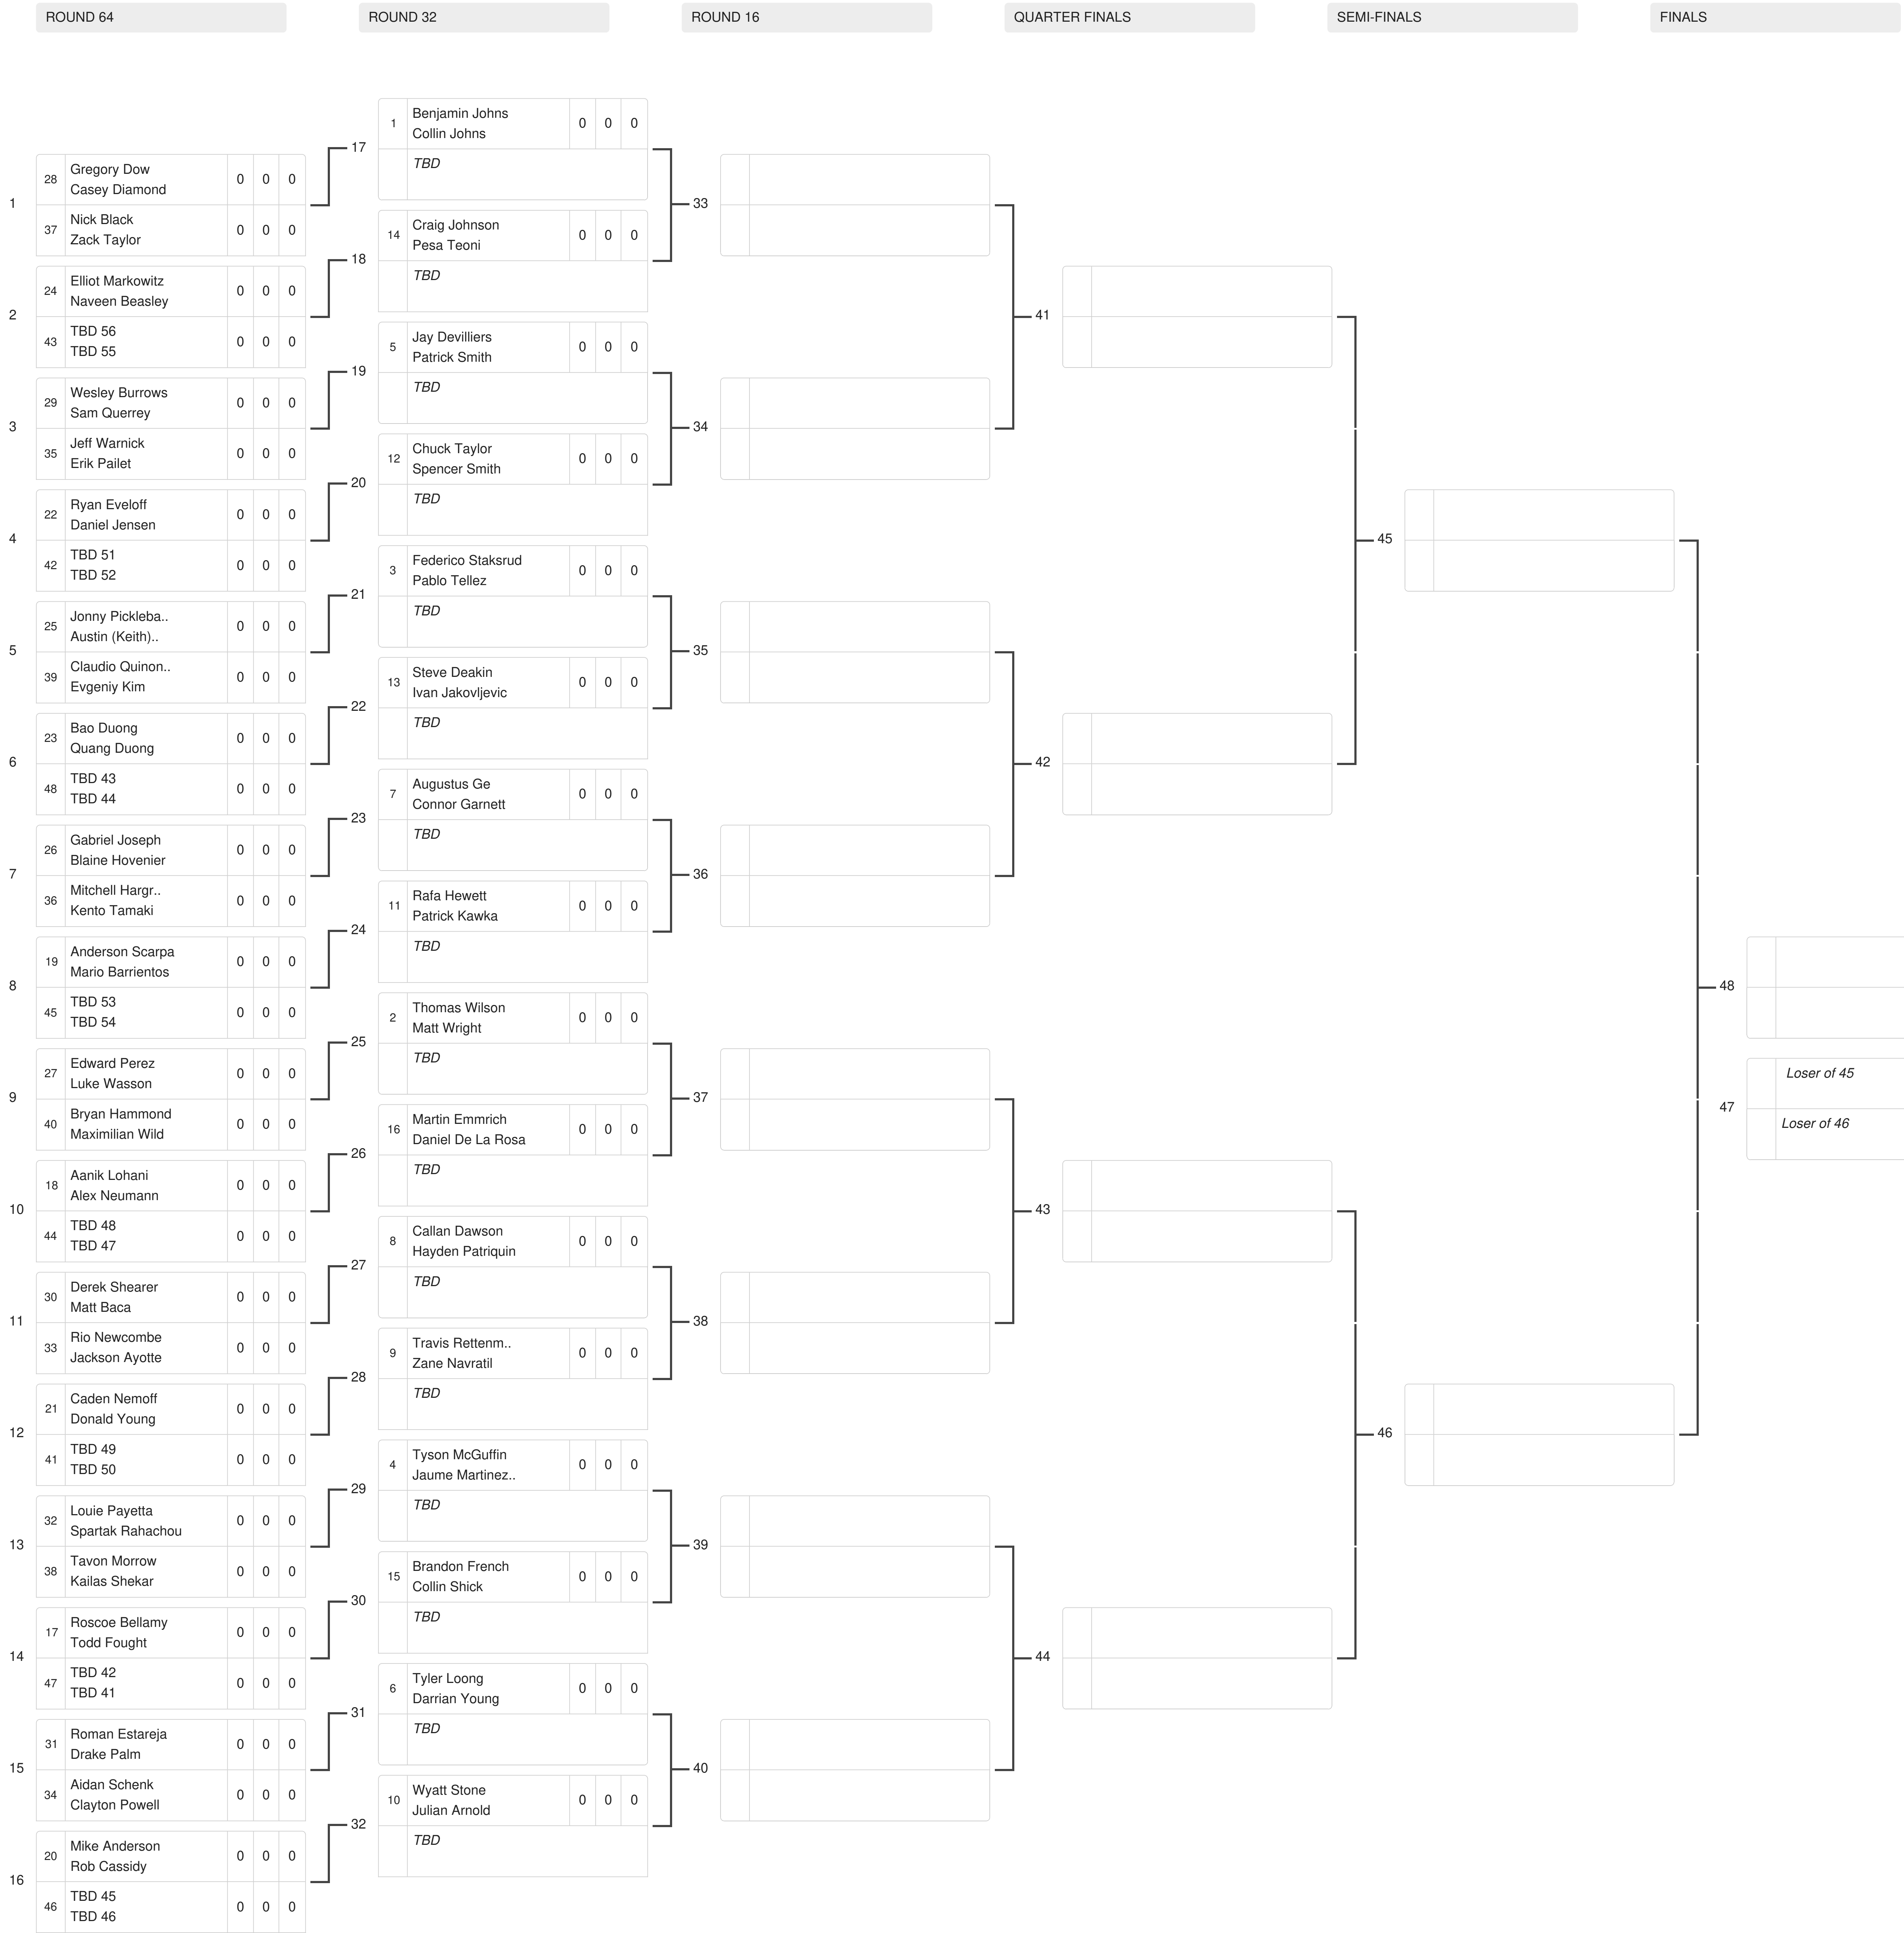 ROUND 64
ROUND 32
ROUND 16
QUARTER FINALS
SEMI-FINALS
FINALS
1
28
Gregory Dow
Casey Diamond
0 0 0
37
Nick Black
Zack Taylor
0 0 0
2
24
Elliot Markowitz
Naveen Beasley
0 0 0
43
TBD 56
TBD 55
0 0 0
3
29
Wesley Burrows
Sam Querrey
0 0 0
35
Jeff Warnick
Erik Pailet
0 0 0
4
22
Ryan Eveloff
Daniel Jensen
0 0 0
42
TBD 51
TBD 52
0 0 0
5
25
Jonny Pickleba..
Austin (Keith)..
0 0 0
39
Claudio Quinon..
Evgeniy Kim
0 0 0
6
23
Bao Duong
Quang Duong
0 0 0
48
TBD 43
TBD 44
0 0 0
7
26
Gabriel Joseph
Blaine Hovenier
0 0 0
36
Mitchell Hargr..
Kento Tamaki
0 0 0
8
19
Anderson Scarpa
Mario Barrientos
0 0 0
45
TBD 53
TBD 54
0 0 0
9
27
Edward Perez
Luke Wasson
0 0 0
40
Bryan Hammond
Maximilian Wild
0 0 0
10
18
Aanik Lohani
Alex Neumann
0 0 0
44
TBD 48
TBD 47
0 0 0
11
30
Derek Shearer
Matt Baca
0 0 0
33
Rio Newcombe
Jackson Ayotte
0 0 0
12
21
Caden Nemoff
Donald Young
0 0 0
41
TBD 49
TBD 50
0 0 0
13
32
Louie Payetta
Spartak Rahachou
0 0 0
38
Tavon Morrow
Kailas Shekar
0 0 0
14
17
Roscoe Bellamy
Todd Fought
0 0 0
47
TBD 42
TBD 41
0 0 0
15
31
Roman Estareja
Drake Palm
0 0 0
34
Aidan Schenk
Clayton Powell
0 0 0
16
20
Mike Anderson
Rob Cassidy
0 0 0
46
TBD 45
TBD 46
0 0 0
17
1
Benjamin Johns
Collin Johns
0 0 0
TBD
18
14
Craig Johnson
Pesa Teoni
0 0 0
TBD
19
5
Jay Devilliers
Patrick Smith
0 0 0
TBD
20
12
Chuck Taylor
Spencer Smith
0 0 0
TBD
21
3
Federico Staksrud
Pablo Tellez
0 0 0
TBD
22
13
Steve Deakin
Ivan Jakovljevic
0 0 0
TBD
23
7
Augustus Ge
Connor Garnett
0 0 0
TBD
24
11
Rafa Hewett
Patrick Kawka
0 0 0
TBD
25
2
Thomas Wilson
Matt Wright
0 0 0
TBD
26
16
Martin Emmrich
Daniel De La Rosa
0 0 0
TBD
27
8
Callan Dawson
Hayden Patriquin
0 0 0
TBD
28
9
Travis Rettenm..
Zane Navratil
0 0 0
TBD
29
4
Tyson McGuffin
Jaume Martinez..
0 0 0
TBD
30
15
Brandon French
Collin Shick
0 0 0
TBD
31
6
Tyler Loong
Darrian Young
0 0 0
TBD
32
10
Wyatt Stone
Julian Arnold
0 0 0
TBD
33
34
35
36
37
38
39
40
41
42
43
44
45
46
48
47
Loser of 45
Loser of 46